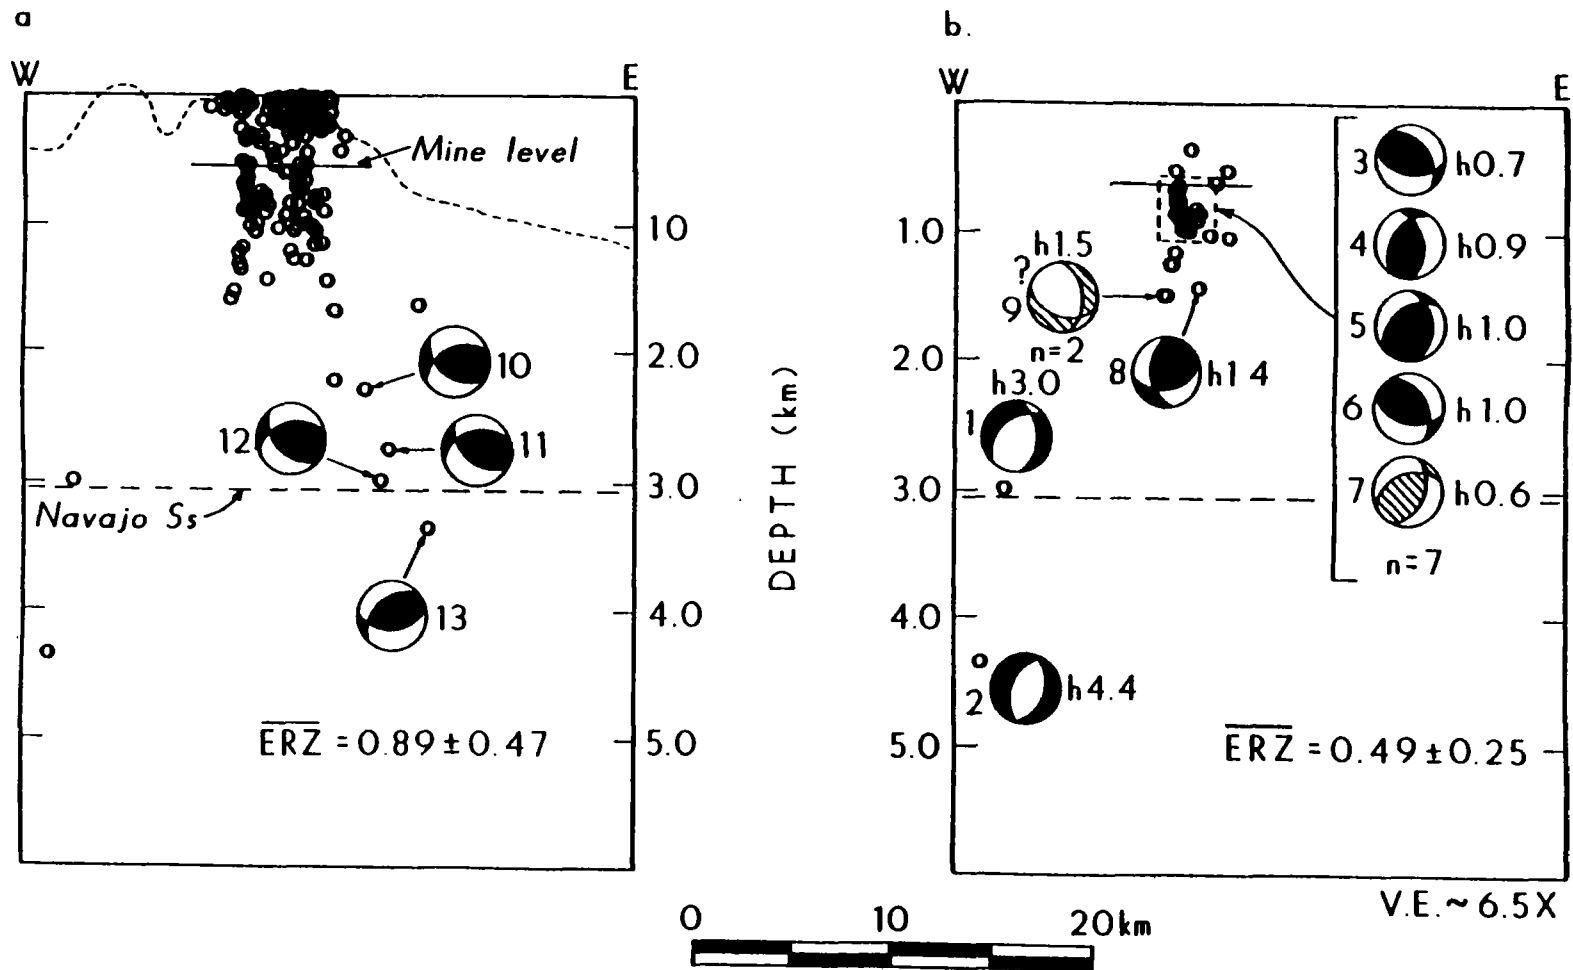 a
W
E
Mine level
10
2.0
3.0
4.0
5.0
10
11
12
13
Navajo Ss
ERZ = 0.89 ± 0.47
DEPTH (km)
b.
W
E
1.0
2.0
3.0
4.0
5.0
h1.5
?
9
n=2
8
h1 4
h3.0
1
2
h4.4
3
h0.7
4
h0.9
5
h1.0
6
h1.0
7
h0.6
n=7
ERZ = 0.49 ± 0.25
V.E.~ 6.5X
0
10
20km